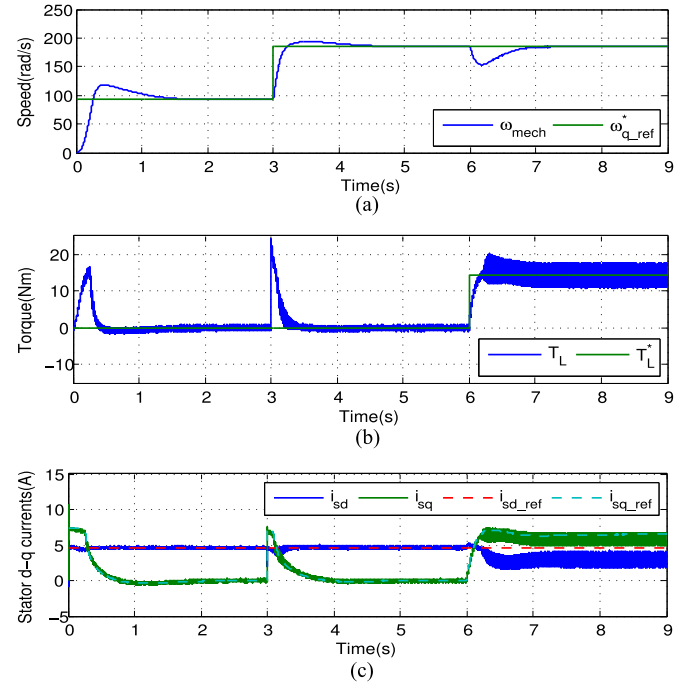 (a)
200
150
100
50
0
Speed(rad/s)
ω_mech ω*_q_ref
0 1 2 3 4 5 6 7 8 9
Time(s)
(a)
20
10
0
−10
Torque(Nm)
T_L T*_L
0 1 2 3 4 5 6 7 8 9
Time(s)
(b)
15
10
5
0
−5
Stator d−q currents(A)
i_sd i_sq i_sd_ref i_sq_ref
0 1 2 3 4 5 6 7 8 9
Time(s)
(c)